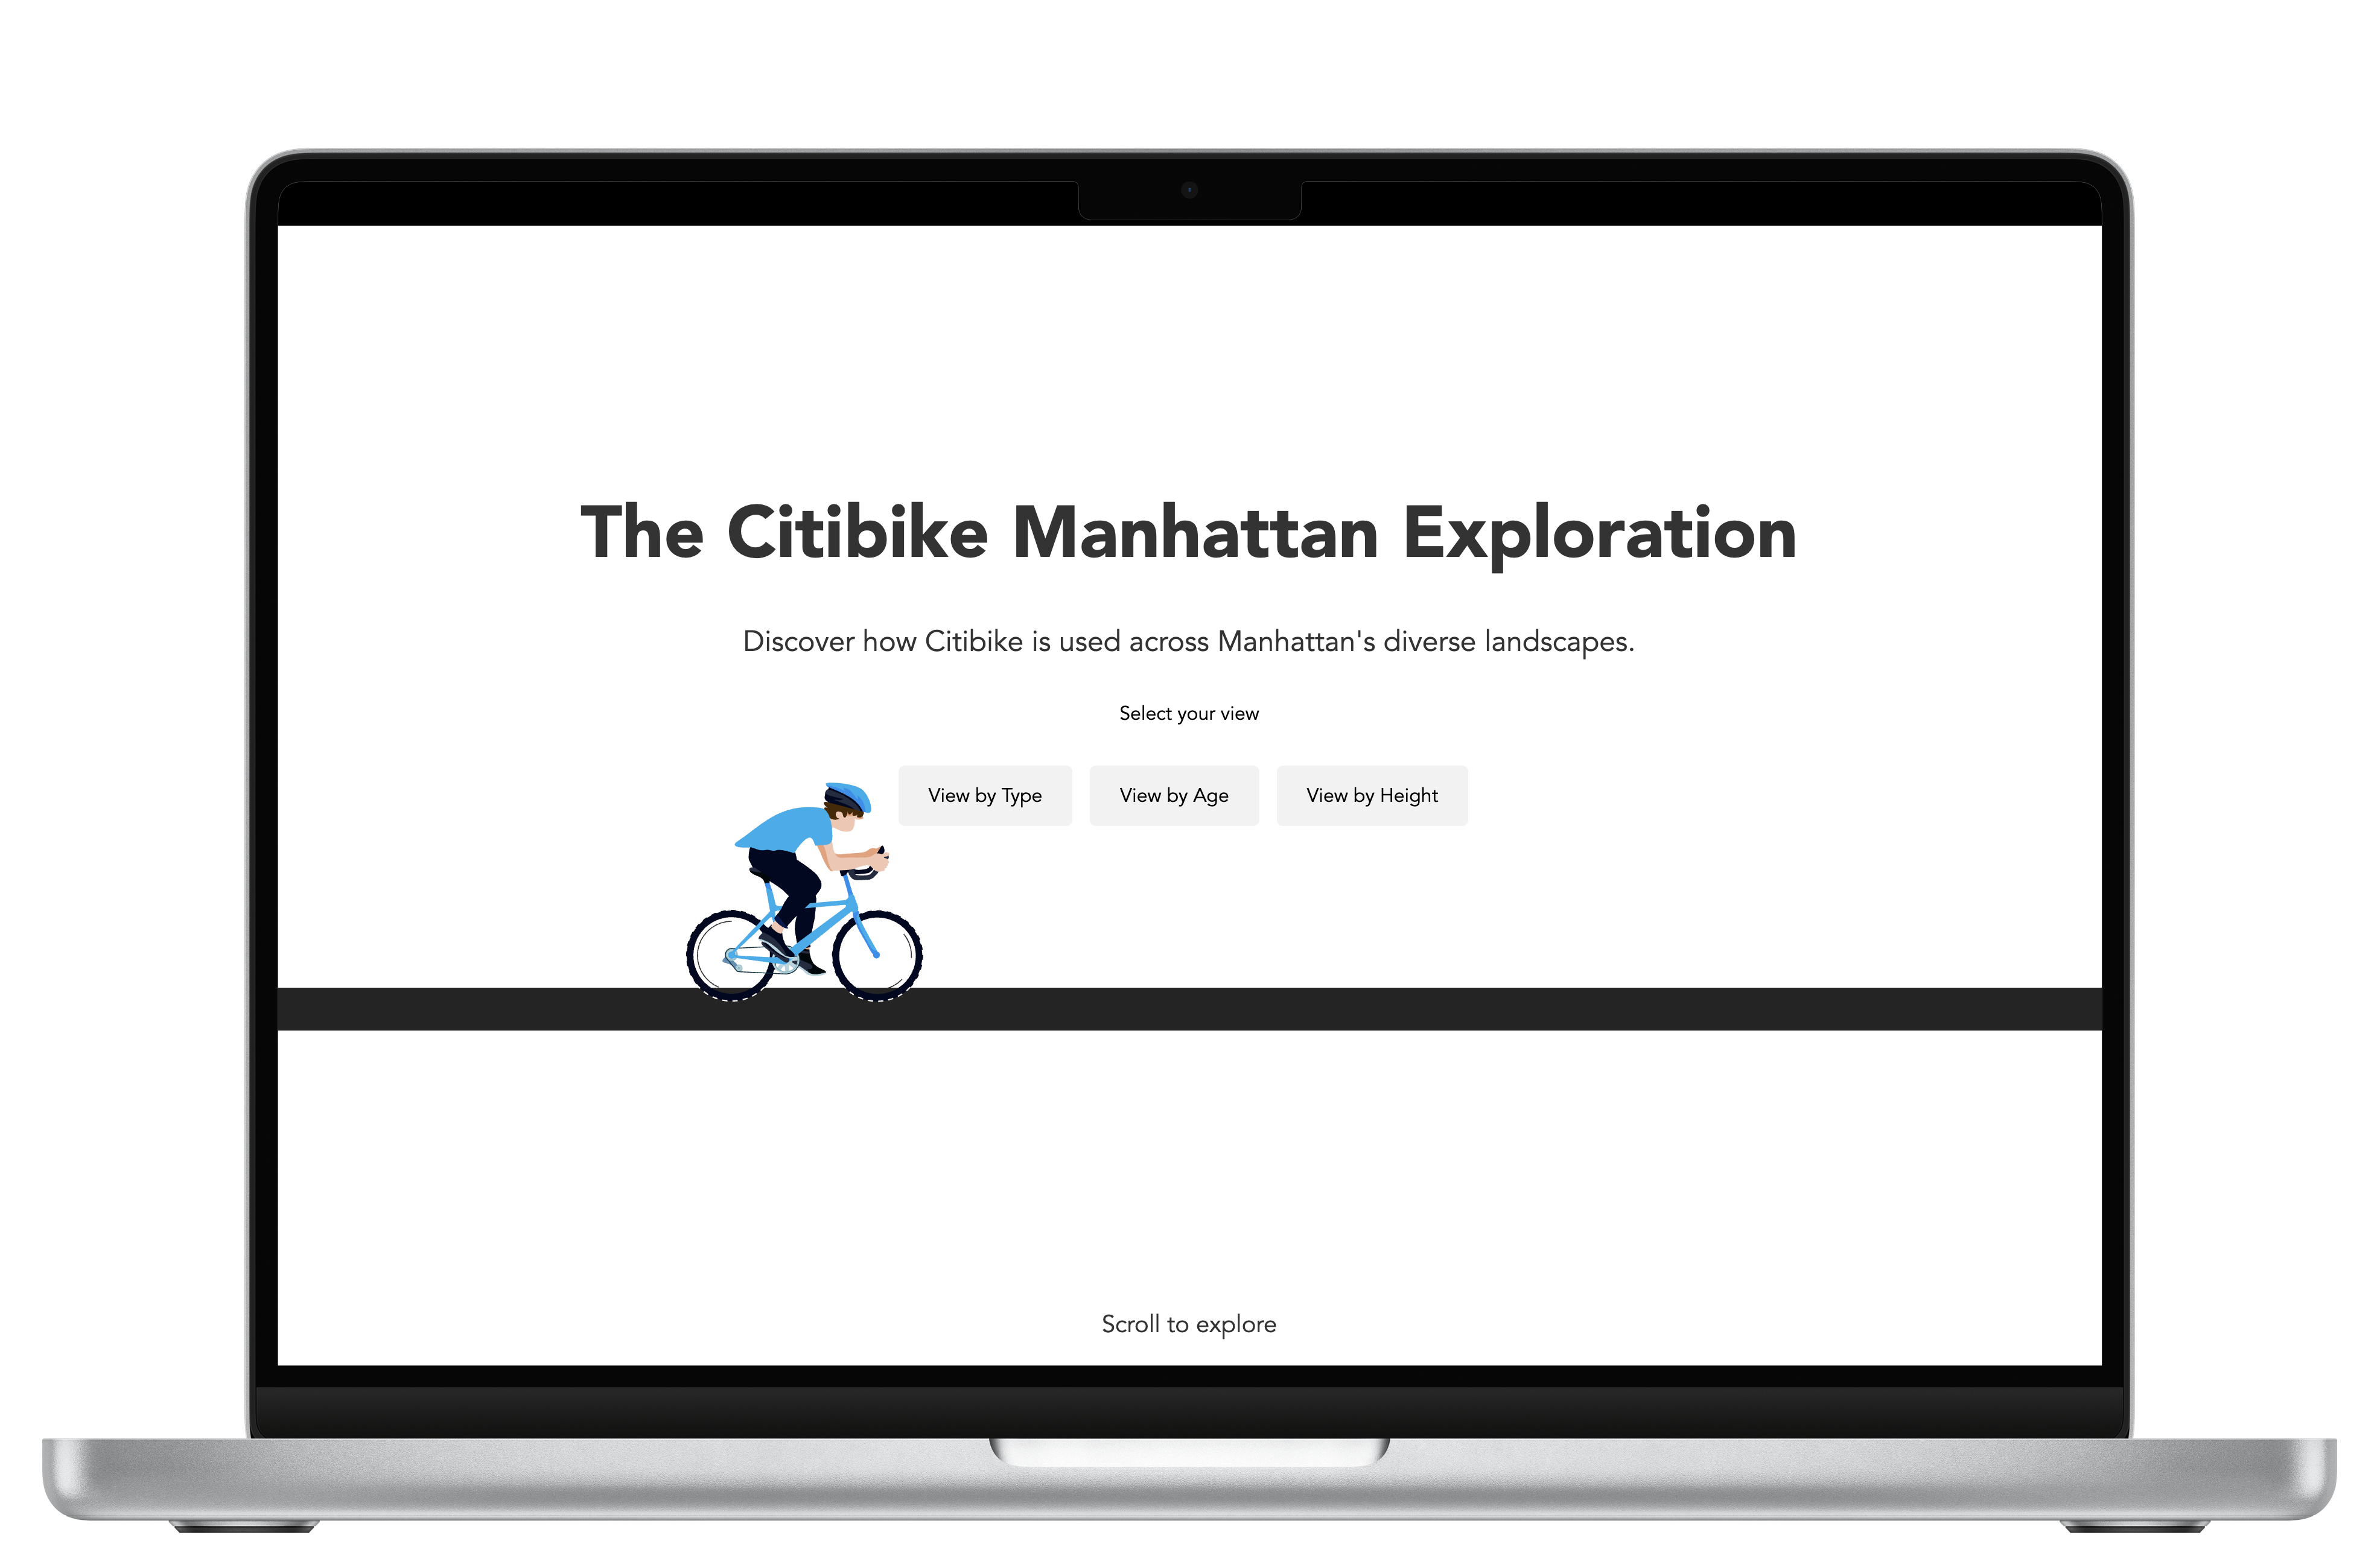 The Citibike Manhattan Exploration
Discover how Citibike is used across Manhattan's diverse landscapes.
Select your view
View by Type
View by Age
View by Height
Scroll to explore